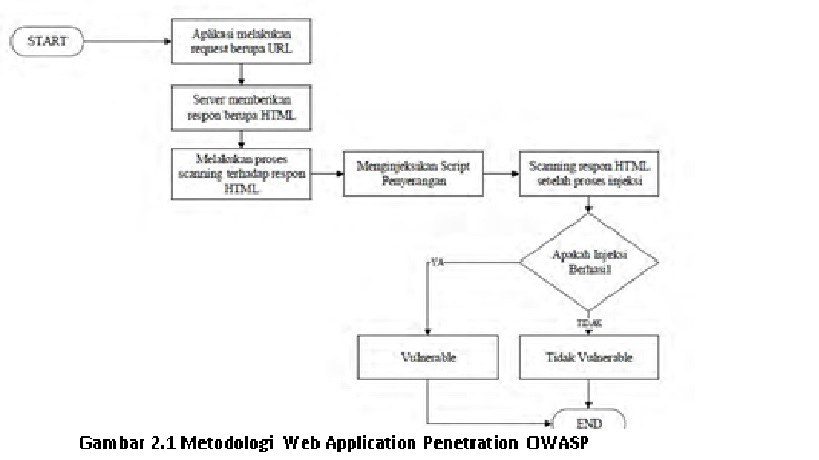 START
Aplikasi melakukan
request berupa URL
Server memberikan
respon berupa HTML
Melakukan proses
scanning terhadap respon
HTML
Menginjeksikan Script
Penyerangan
Scanning respon HTML
setelah proses injeksi
Apakah Injeksi
Berhasil
YA
TIDAK
Vulnerable
Tidak Vulnerable
END
Gambar 2.1 Metodologi Web Application Penetration OWASP